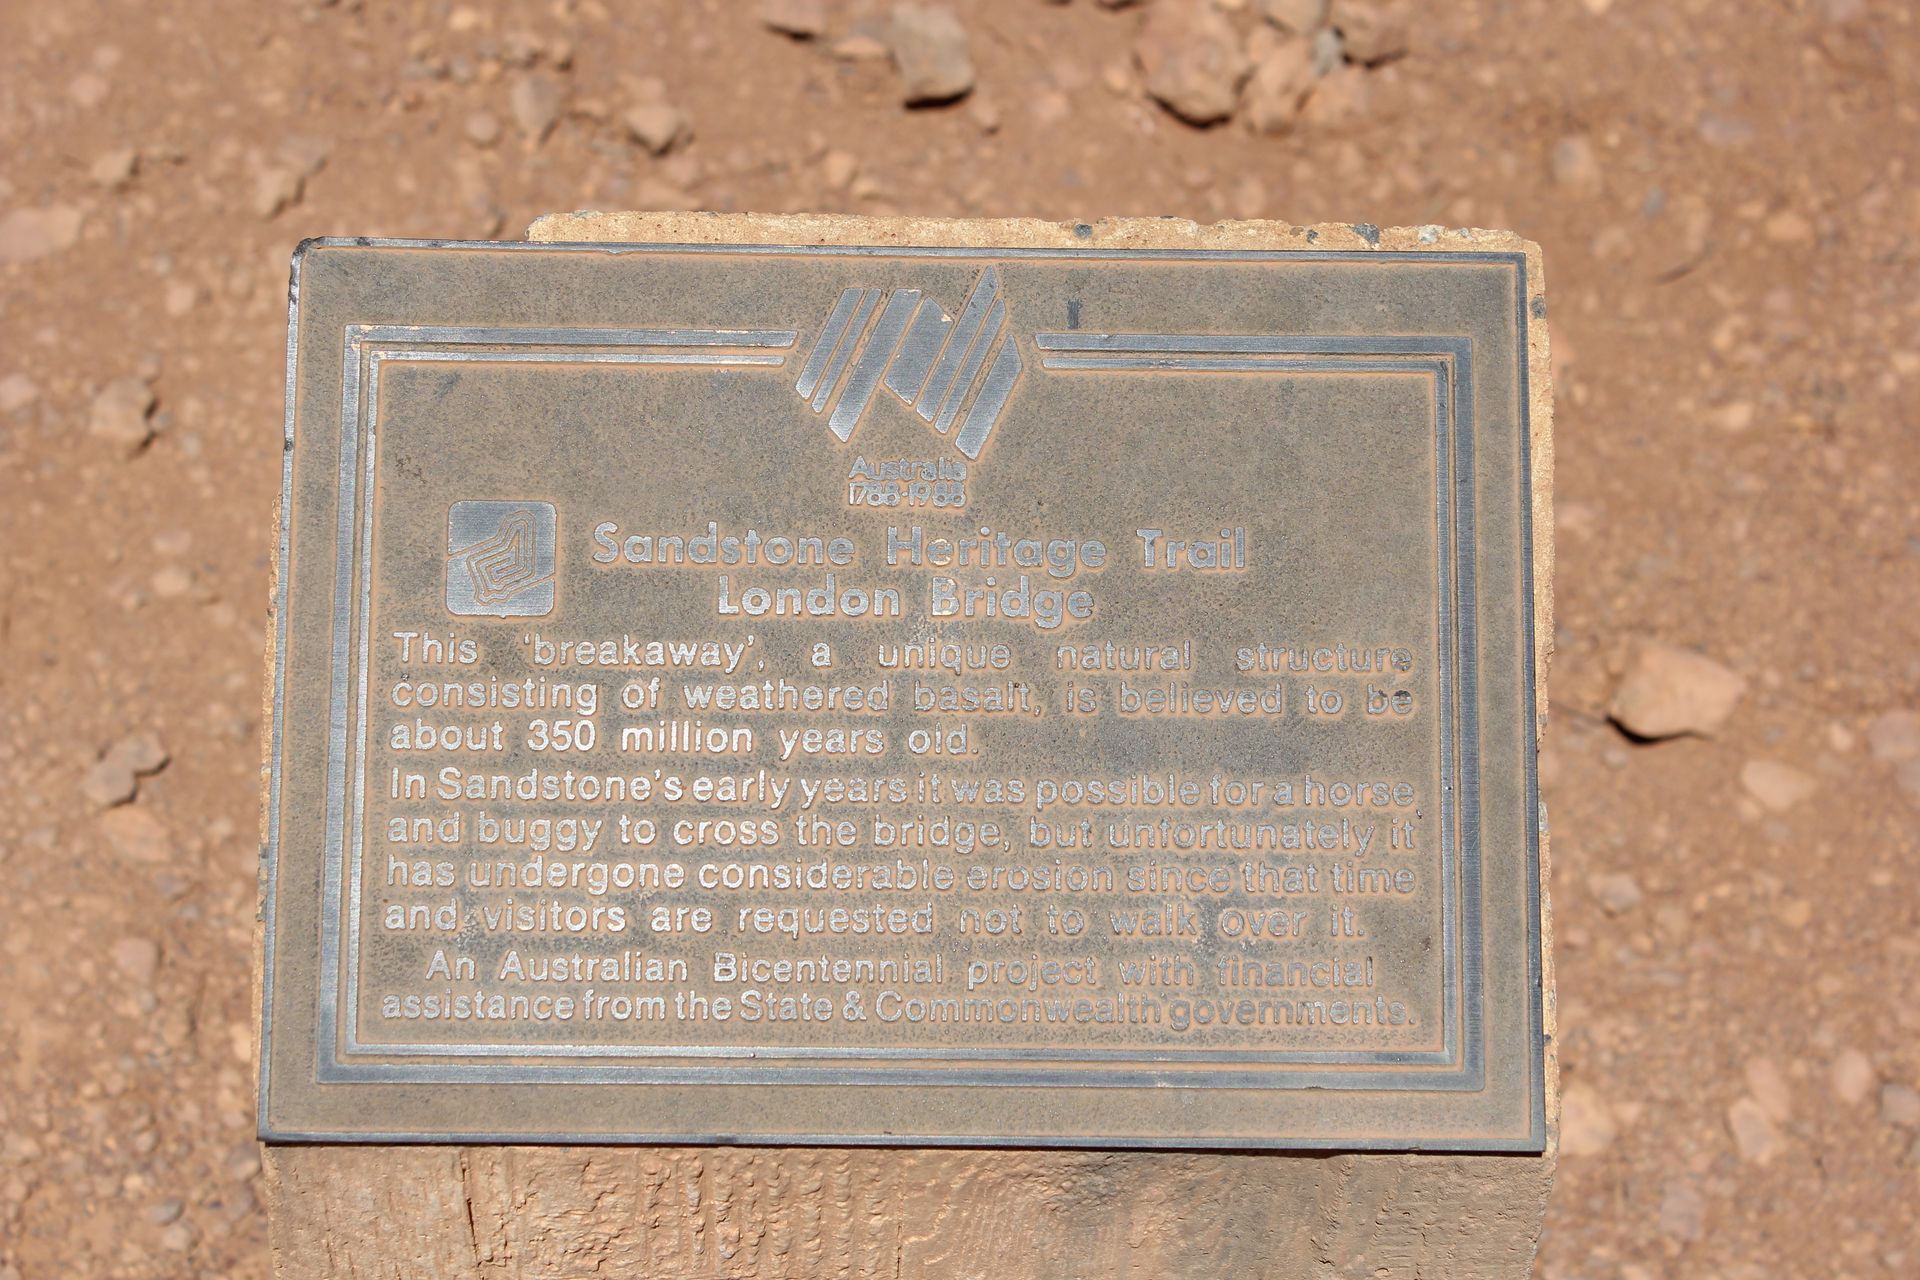 Australia
1788-1988
Sandstone Heritage Trail
London Bridge
This 'breakaway', a unique natural structure
consisting of weathered basalt, is believed to be
about 350 million years old.
In Sandstone's early years it was possible for a horse
and buggy to cross the bridge, but unfortunately it
has undergone considerable erosion since that time
and visitors are requested not to walk over it.
An Australian Bicentennial project with financial
assistance from the State & Commonwealth governments.